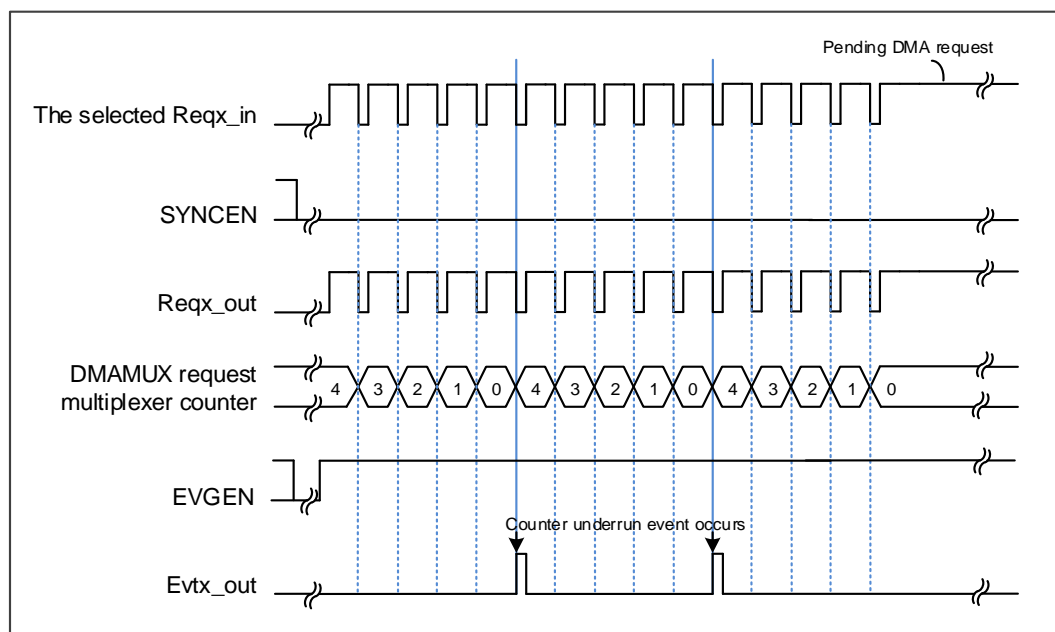 Pending DMA request
The selected Reqx_in
SYNCEN
Reqx_out
DMAMUX request
multiplexer counter
4 3 2 1 0 4 3 2 1 0 4 3 2 1 0
EVGEN
Counter underrun event occurs
Evtx_out